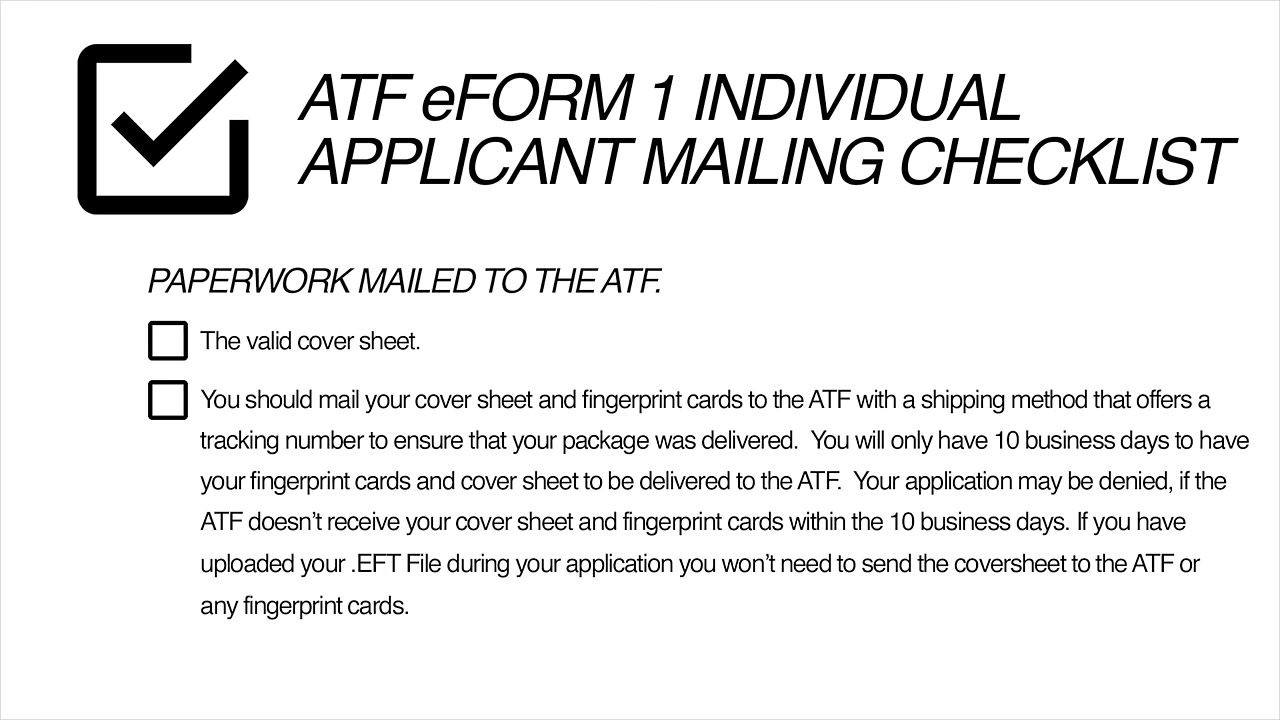 ATF eFORM 1 INDIVIDUAL
APPLICANT MAILING CHECKLIST
PAPERWORK MAILED TO THE ATF.
The valid cover sheet.
You should mail your cover sheet and fingerprint cards to the ATF with a shipping method that offers a
tracking number to ensure that your package was delivered.  You will only have 10 business days to have
your fingerprint cards and cover sheet to be delivered to the ATF.  Your application may be denied, if the
ATF doesn’t receive your cover sheet and fingerprint cards within the 10 business days. If you have
uploaded your .EFT File during your application you won’t need to send the coversheet to the ATF or
any fingerprint cards.